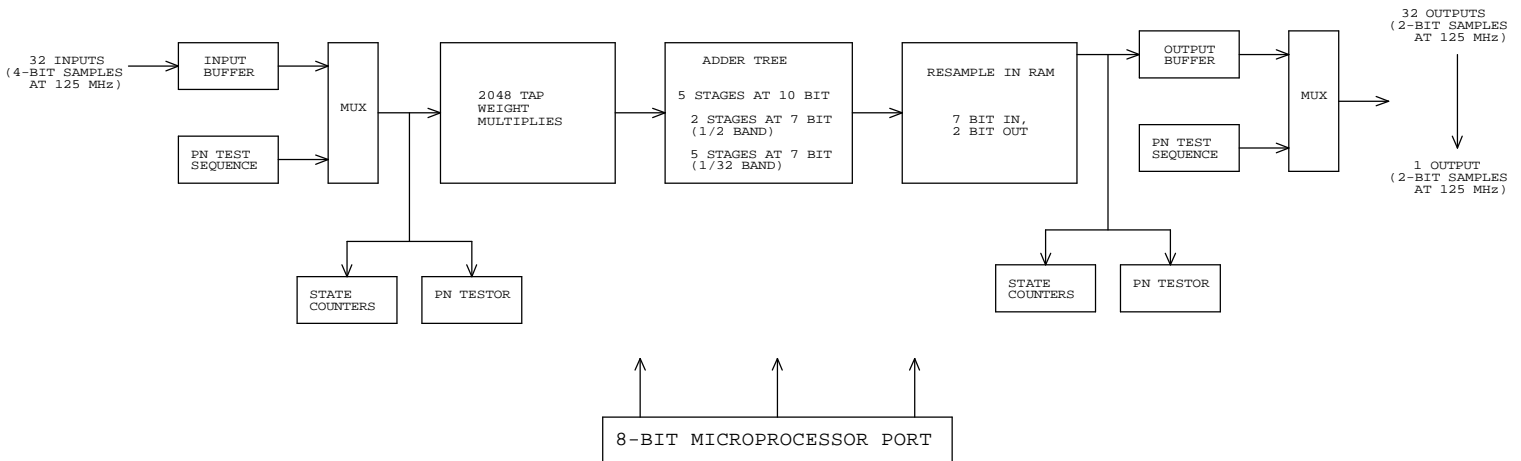 32 INPUTS
(4-BIT SAMPLES
AT 125 MHz)
INPUT
BUFFER
PN TEST
SEQUENCE
MUX
2048 TAP
WEIGHT
MULTIPLIES
ADDER TREE
5 STAGES AT 10 BIT
2 STAGES AT 7 BIT
(1/2 BAND)
5 STAGES AT 7 BIT
(1/32 BAND)
RESAMPLE IN RAM
7 BIT IN,
2 BIT OUT
OUTPUT
BUFFER
PN TEST
SEQUENCE
MUX
32 OUTPUTS
(2-BIT SAMPLES
AT 125 MHz)
1 OUTPUT
(2-BIT SAMPLES
AT 125 MHz)
STATE
COUNTERS
PN TESTOR
STATE
COUNTERS
PN TESTOR
8-BIT MICROPROCESSOR PORT